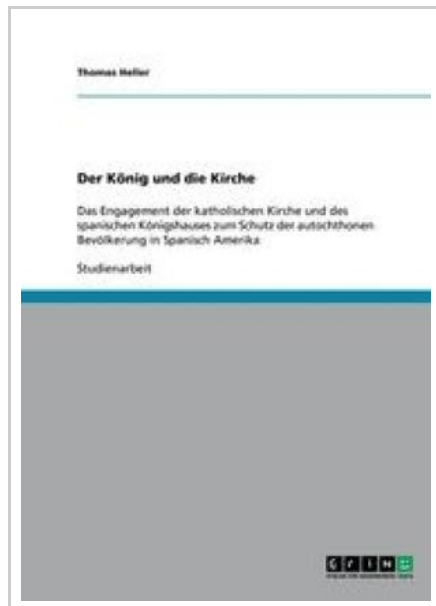 Thomas Heller
Der König und die Kirche
Das Engagement der katholischen Kirche und des
spanischen Königshauses zum Schutz der autochthonen
Bevölkerung in Spanisch Amerika
Studienarbeit
GRIN